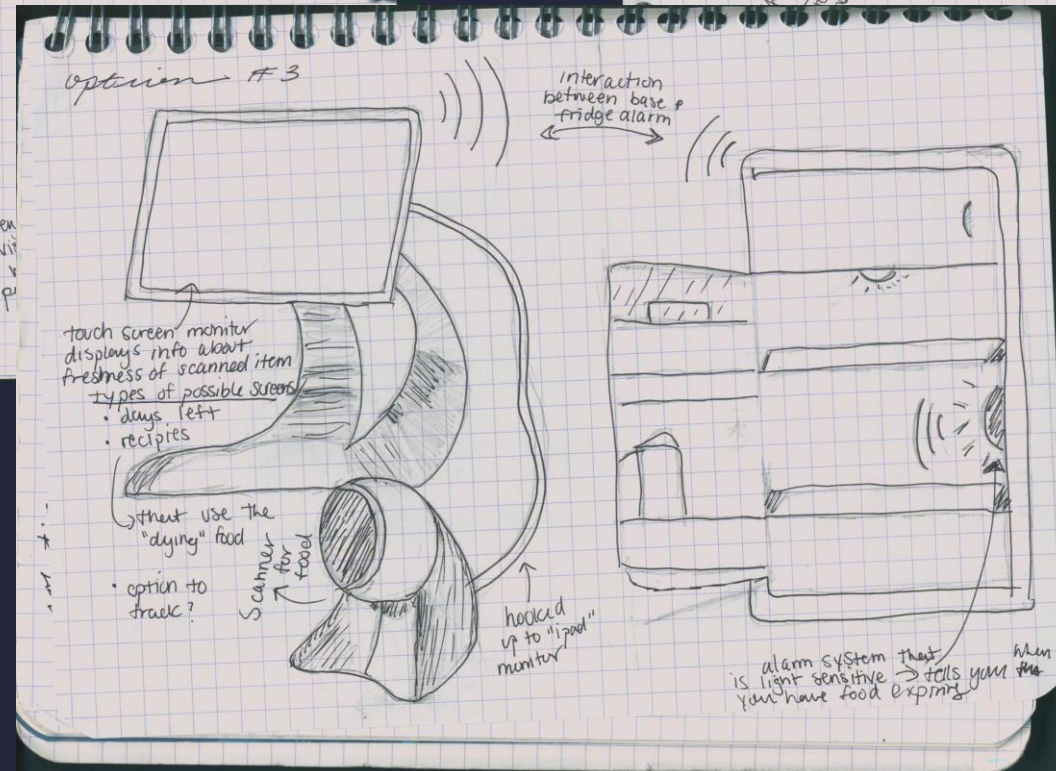 option #3
interaction
between base &
fridge alarm
touch screen monitor
displays info about
freshness of scanned item
types of possible screens
• days left
• recipies
that use the
"dying" food
• option to
track?
Scanner
for
food
hooked
up to "ipad"
monitor
alarm system that
is light sensitive → tells you when
you have food expiring